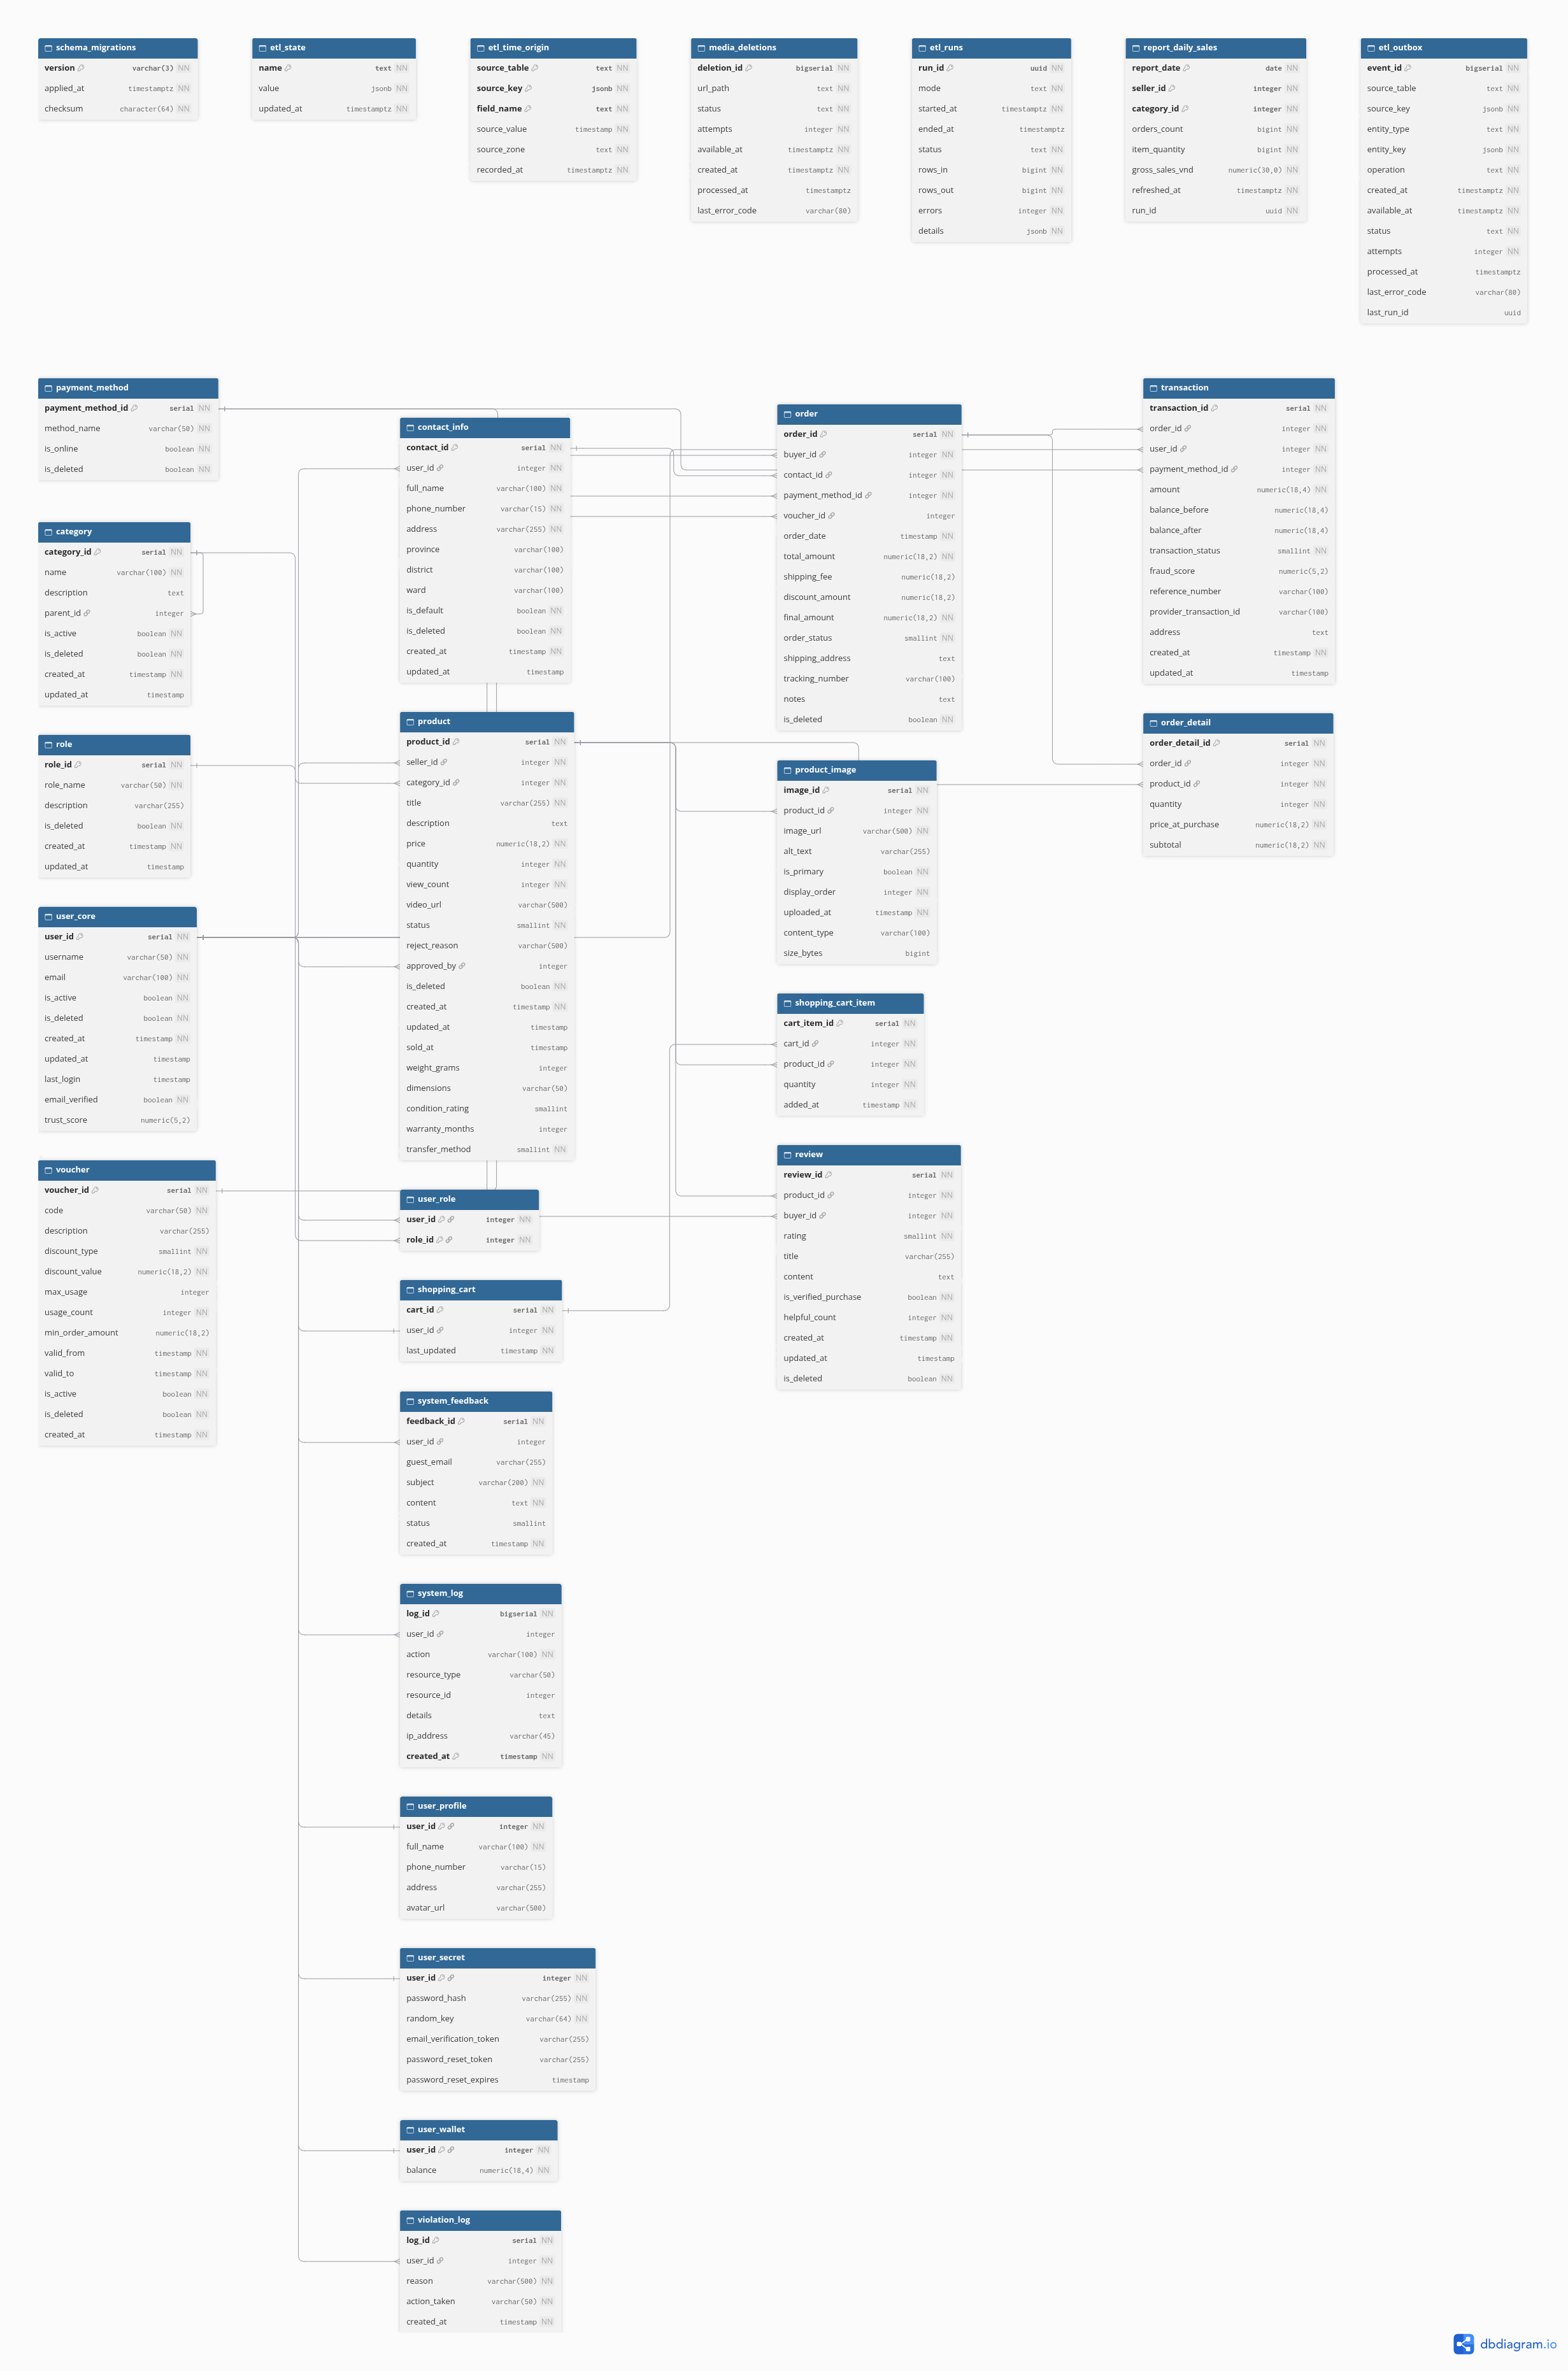 schema_migrations
version varchar(3) NN
applied_at timestamptz NN
checksum character(64) NN
etl_state
name text NN
value jsonb NN
updated_at timestamptz NN
etl_time_origin
source_table text NN
source_key jsonb NN
field_name text NN
source_value timestamp NN
source_zone text NN
recorded_at timestamptz NN
media_deletions
deletion_id bigserial NN
url_path text NN
status text NN
attempts integer NN
available_at timestamptz NN
created_at timestamptz NN
processed_at timestamptz
last_error_code varchar(80)
etl_runs
run_id uuid NN
mode text NN
started_at timestamptz NN
ended_at timestamptz
status text NN
rows_in bigint NN
rows_out bigint NN
errors integer NN
details jsonb NN
report_daily_sales
report_date date NN
seller_id integer NN
category_id integer NN
orders_count bigint NN
item_quantity bigint NN
gross_sales_vnd numeric(30,0) NN
refreshed_at timestamptz NN
run_id uuid NN
etl_outbox
event_id bigserial NN
source_table text NN
source_key jsonb NN
entity_type text NN
entity_key jsonb NN
operation text NN
created_at timestamptz NN
available_at timestamptz NN
status text NN
attempts integer NN
processed_at timestamptz
last_error_code varchar(80)
last_run_id uuid
payment_method
payment_method_id serial NN
method_name varchar(50) NN
is_online boolean NN
is_deleted boolean NN
category
category_id serial NN
name varchar(100) NN
description text
parent_id integer
is_active boolean NN
is_deleted boolean NN
created_at timestamp NN
updated_at timestamp
role
role_id serial NN
role_name varchar(50) NN
description varchar(255)
is_deleted boolean NN
created_at timestamp NN
updated_at timestamp
user_core
user_id serial NN
username varchar(50) NN
email varchar(100) NN
is_active boolean NN
is_deleted boolean NN
created_at timestamp NN
updated_at timestamp
last_login timestamp
email_verified boolean NN
trust_score numeric(5,2)
voucher
voucher_id serial NN
code varchar(50) NN
description varchar(255)
discount_type smallint NN
discount_value numeric(18,2) NN
max_usage integer
usage_count integer NN
min_order_amount numeric(18,2)
valid_from timestamp NN
valid_to timestamp NN
is_active boolean NN
is_deleted boolean NN
created_at timestamp NN
contact_info
contact_id serial NN
user_id integer NN
full_name varchar(100) NN
phone_number varchar(15) NN
address varchar(255) NN
province varchar(100)
district varchar(100)
ward varchar(100)
is_default boolean NN
is_deleted boolean NN
created_at timestamp NN
updated_at timestamp
product
product_id serial NN
seller_id integer NN
category_id integer NN
title varchar(255) NN
description text
price numeric(18,2) NN
quantity integer NN
view_count integer NN
video_url varchar(500)
status smallint NN
reject_reason varchar(500)
approved_by integer
is_deleted boolean NN
created_at timestamp NN
updated_at timestamp
sold_at timestamp
weight_grams integer
dimensions varchar(50)
condition_rating smallint
warranty_months integer
transfer_method smallint NN
user_role
user_id integer NN
role_id integer NN
shopping_cart
cart_id serial NN
user_id integer NN
last_updated timestamp NN
system_feedback
feedback_id serial NN
user_id integer
guest_email varchar(255)
subject varchar(200) NN
content text NN
status smallint
created_at timestamp NN
system_log
log_id bigserial NN
user_id integer
action varchar(100) NN
resource_type varchar(50)
resource_id integer
details text
ip_address varchar(45)
created_at timestamp NN
user_profile
user_id integer NN
full_name varchar(100) NN
phone_number varchar(15)
address varchar(255)
avatar_url varchar(500)
user_secret
user_id integer NN
password_hash varchar(255) NN
random_key varchar(64) NN
email_verification_token varchar(255)
password_reset_token varchar(255)
password_reset_expires timestamp
user_wallet
user_id integer NN
balance numeric(18,4) NN
violation_log
log_id serial NN
user_id integer NN
reason varchar(500) NN
action_taken varchar(50) NN
created_at timestamp NN
order
order_id serial NN
buyer_id integer NN
contact_id integer NN
payment_method_id integer NN
voucher_id integer
order_date timestamp NN
total_amount numeric(18,2) NN
shipping_fee numeric(18,2)
discount_amount numeric(18,2)
final_amount numeric(18,2) NN
order_status smallint NN
shipping_address text
tracking_number varchar(100)
notes text
is_deleted boolean NN
product_image
image_id serial NN
product_id integer NN
image_url varchar(500) NN
alt_text varchar(255)
is_primary boolean NN
display_order integer NN
uploaded_at timestamp NN
content_type varchar(100)
size_bytes bigint
shopping_cart_item
cart_item_id serial NN
cart_id integer NN
product_id integer NN
quantity integer NN
added_at timestamp NN
review
review_id serial NN
product_id integer NN
buyer_id integer NN
rating smallint NN
title varchar(255)
content text
is_verified_purchase boolean NN
helpful_count integer NN
created_at timestamp NN
updated_at timestamp
is_deleted boolean NN
transaction
transaction_id serial NN
order_id integer NN
user_id integer NN
payment_method_id integer NN
amount numeric(18,4) NN
balance_before numeric(18,4)
balance_after numeric(18,4)
transaction_status smallint NN
fraud_score numeric(5,2)
reference_number varchar(100)
provider_transaction_id varchar(100)
address text
created_at timestamp NN
updated_at timestamp
order_detail
order_detail_id serial NN
order_id integer NN
product_id integer NN
quantity integer NN
price_at_purchase numeric(18,2) NN
subtotal numeric(18,2) NN
dbdiagram.io